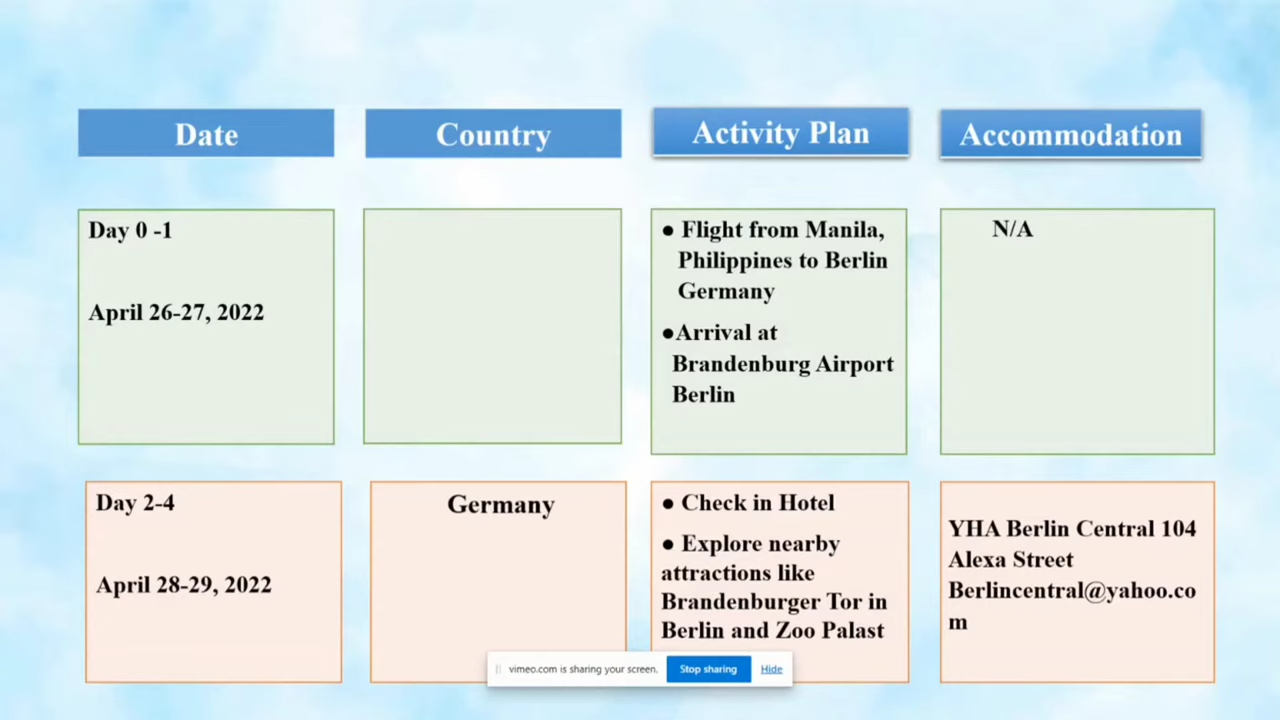 Date
Country
Activity Plan
Accommodation
Day 0 -1
April 26-27, 2022
● Flight from Manila,
Philippines to Berlin
Germany
●Arrival at
Brandenburg Airport
Berlin
N/A
Day 2-4
April 28-29, 2022
Germany
● Check in Hotel
● Explore nearby
attractions like
Brandenburger Tor in
Berlin and Zoo Palast
YHA Berlin Central 104
Alexa Street
Berlincentral@yahoo.co
m
vimeo.com is sharing your screen.
Stop sharing
Hide